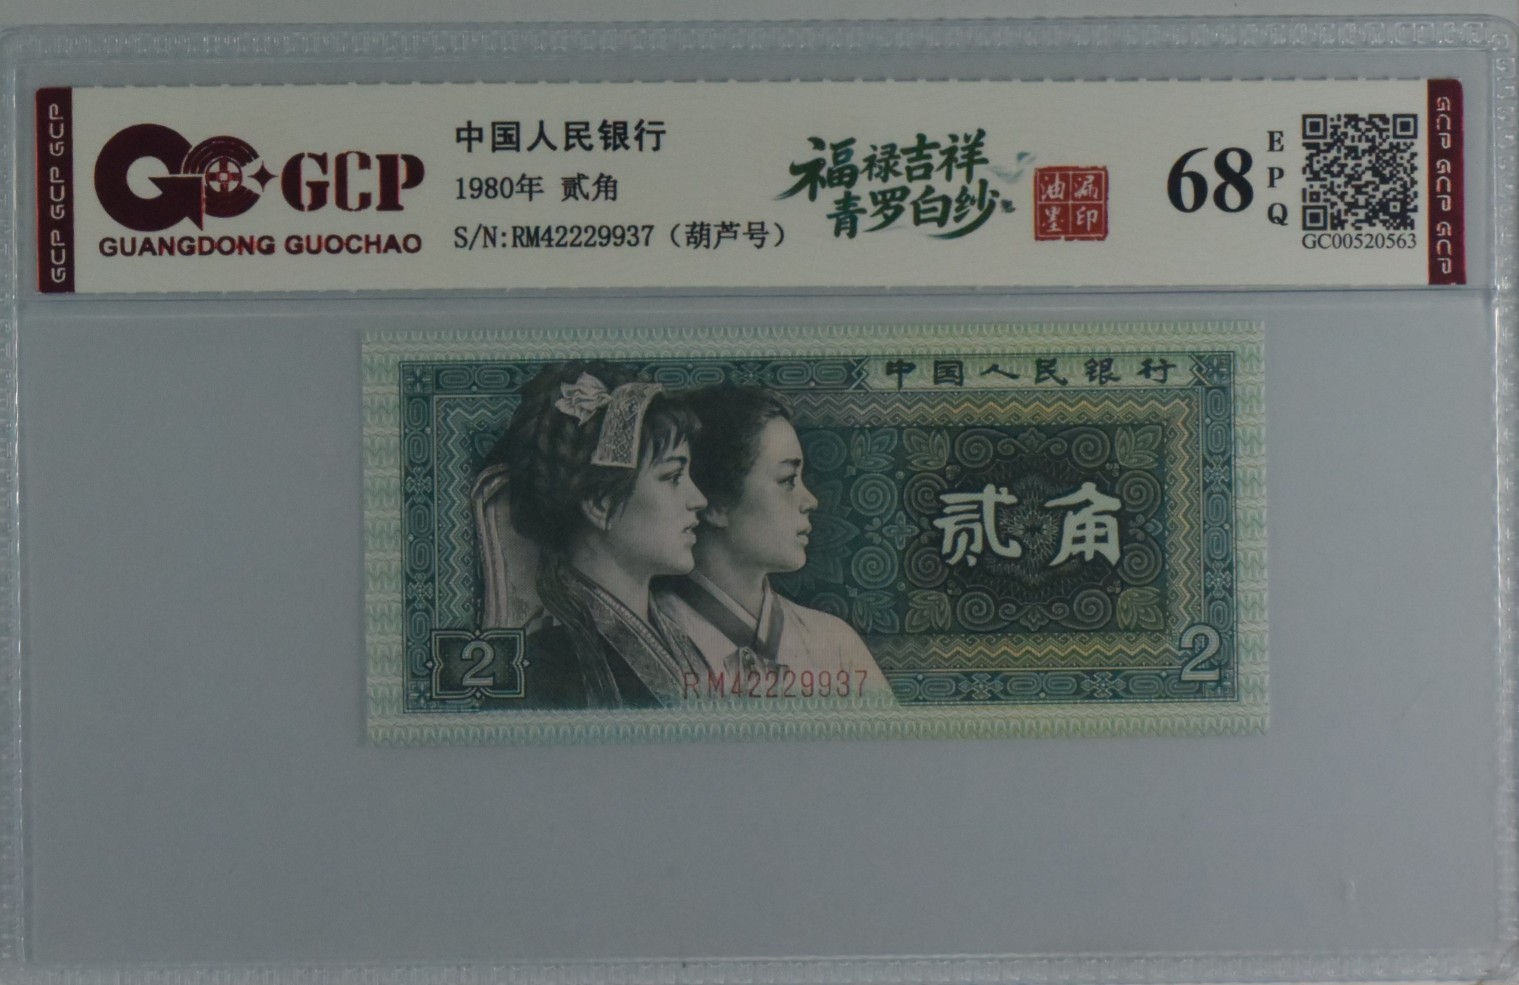 GCP GCP GCP
GCP
GUANGDONG GUOCHAO
中国人民银行
1980年 贰角
S/N:RM42229937（葫芦号）
福禄吉祥
青罗白纱
油漏
墨印
68
E
P
Q
GC00520563
GCP GCP GCP
中国人民银行
贰角
2
2
RM42229937